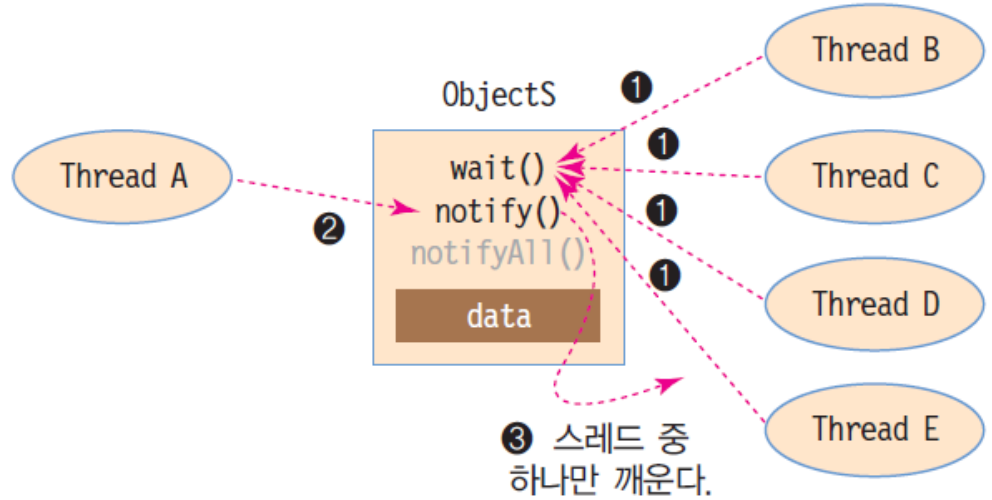 Thread B
ObjectS
❶
❶
Thread A
wait()
Thread C
❷
notify()
❶
notifyAll()
❶
data
Thread D
Thread E
❸ 스레드 중
하나만 깨운다.